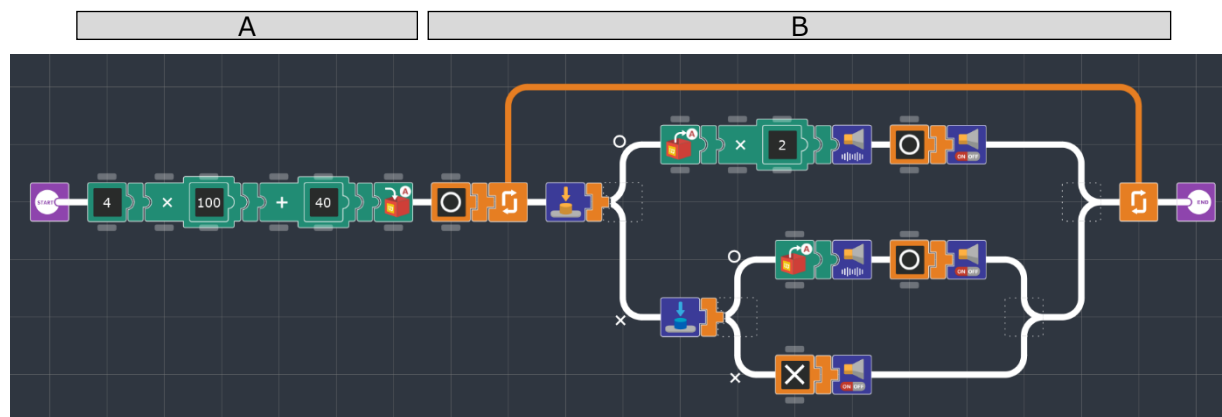 A B
A × 2 ON OFF
START 4 × 100 + 40 A END
A ON OFF
×
× ON OFF
×